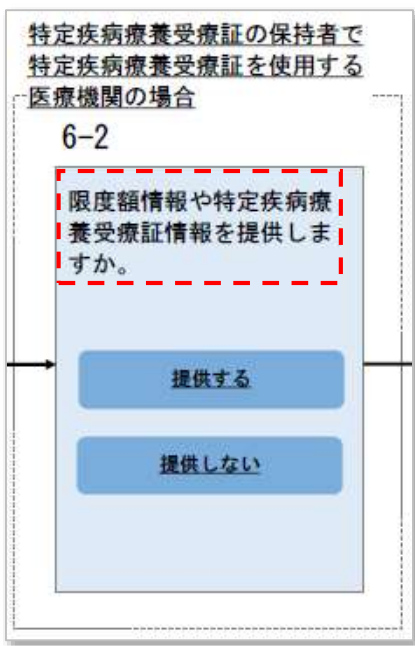 特定疾病療養受療証の保持者で
特定疾病療養受療証を使用する
医療機関の場合
6-2
限度額情報や特定疾病療
養受療証情報を提供しま
すか。
提供する
提供しない